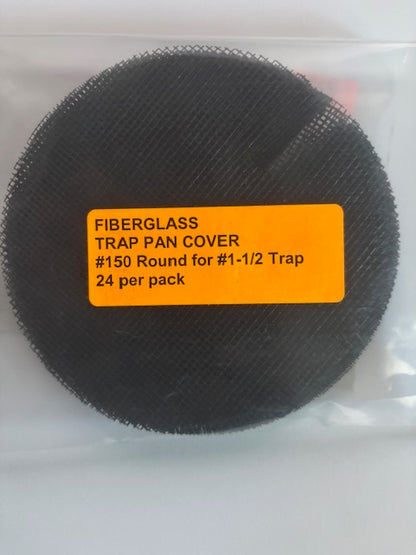 FIBERGLASS
TRAP PAN COVER
#150 Round for #1-1/2 Trap
24 per pack